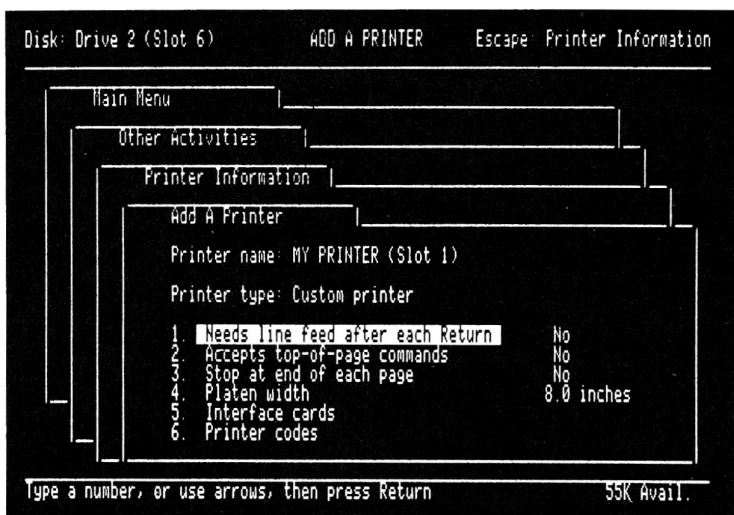 Disk: Drive 2 (Slot 6) ADD A PRINTER Escape: Printer Information
Main Menu
Other Activities
Printer Information
Add A Printer
Printer name: MY PRINTER (Slot 1)
Printer type: Custom printer
1. Needs line feed after each Return No
2. Accepts top-of-page commands No
3. Stop at end of each page No
4. Platen width 8.0 inches
5. Interface cards
6. Printer codes
Type a number, or use arrows, then press Return 55K Avail.